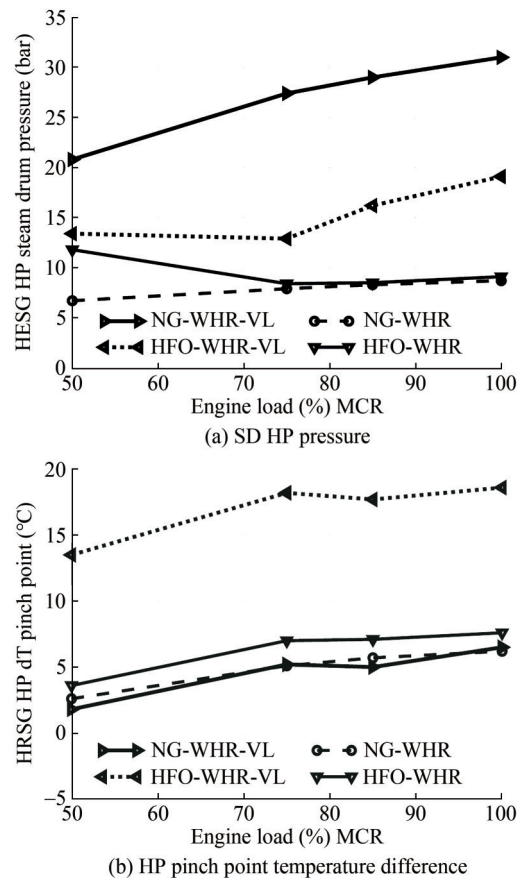 HESG HP steam drum pressure (bar)
35
30
25
20
15
10
5
0
NG-WHR-VL NG-WHR
HFO-WHR-VL HFO-WHR
50 60 70 80 90 100
Engine load (%) MCR
(a) SD HP pressure
HRSG HP dT pinch point (°C)
20
15
10
5
0
–5
NG-WHR-VL NG-WHR
HFO-WHR-VL HFO-WHR
50 60 70 80 90 100
Engine load (%) MCR
(b) HP pinch point temperature difference